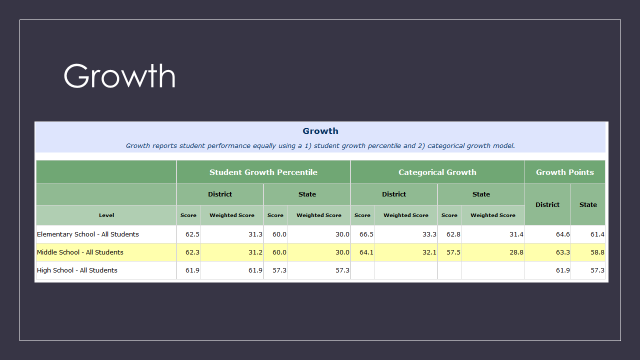 Growth
Growth
Growth reports student performance equally using a 1) student growth percentile and 2) categorical growth model.
Student Growth Percentile Categorical Growth Growth Points
District State District State District State
Level Score Weighted Score Score Weighted Score Score Weighted Score Score Weighted Score
Elementary School - All Students 62.5 31.3 60.0 30.0 66.5 33.3 62.8 31.4 64.6 61.4
Middle School - All Students 62.3 31.2 60.0 30.0 64.1 32.1 57.5 28.8 63.3 58.8
High School - All Students 61.9 61.9 57.3 57.3 61.9 57.3